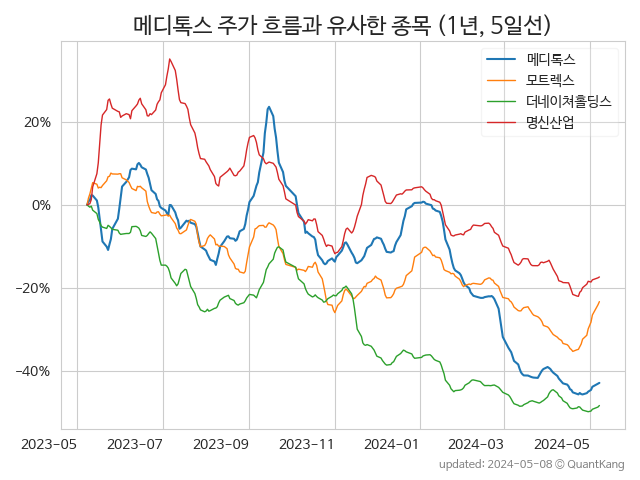 메디톡스 주가 흐름과 유사한 종목 (1년, 5일선)
메디톡스
모트렉스
더네이쳐홀딩스
명신산업
20%
0%
−20%
−40%
2023-05 2023-07 2023-09 2023-11 2024-01 2024-03 2024-05
updated: 2024-05-08 © QuantKang